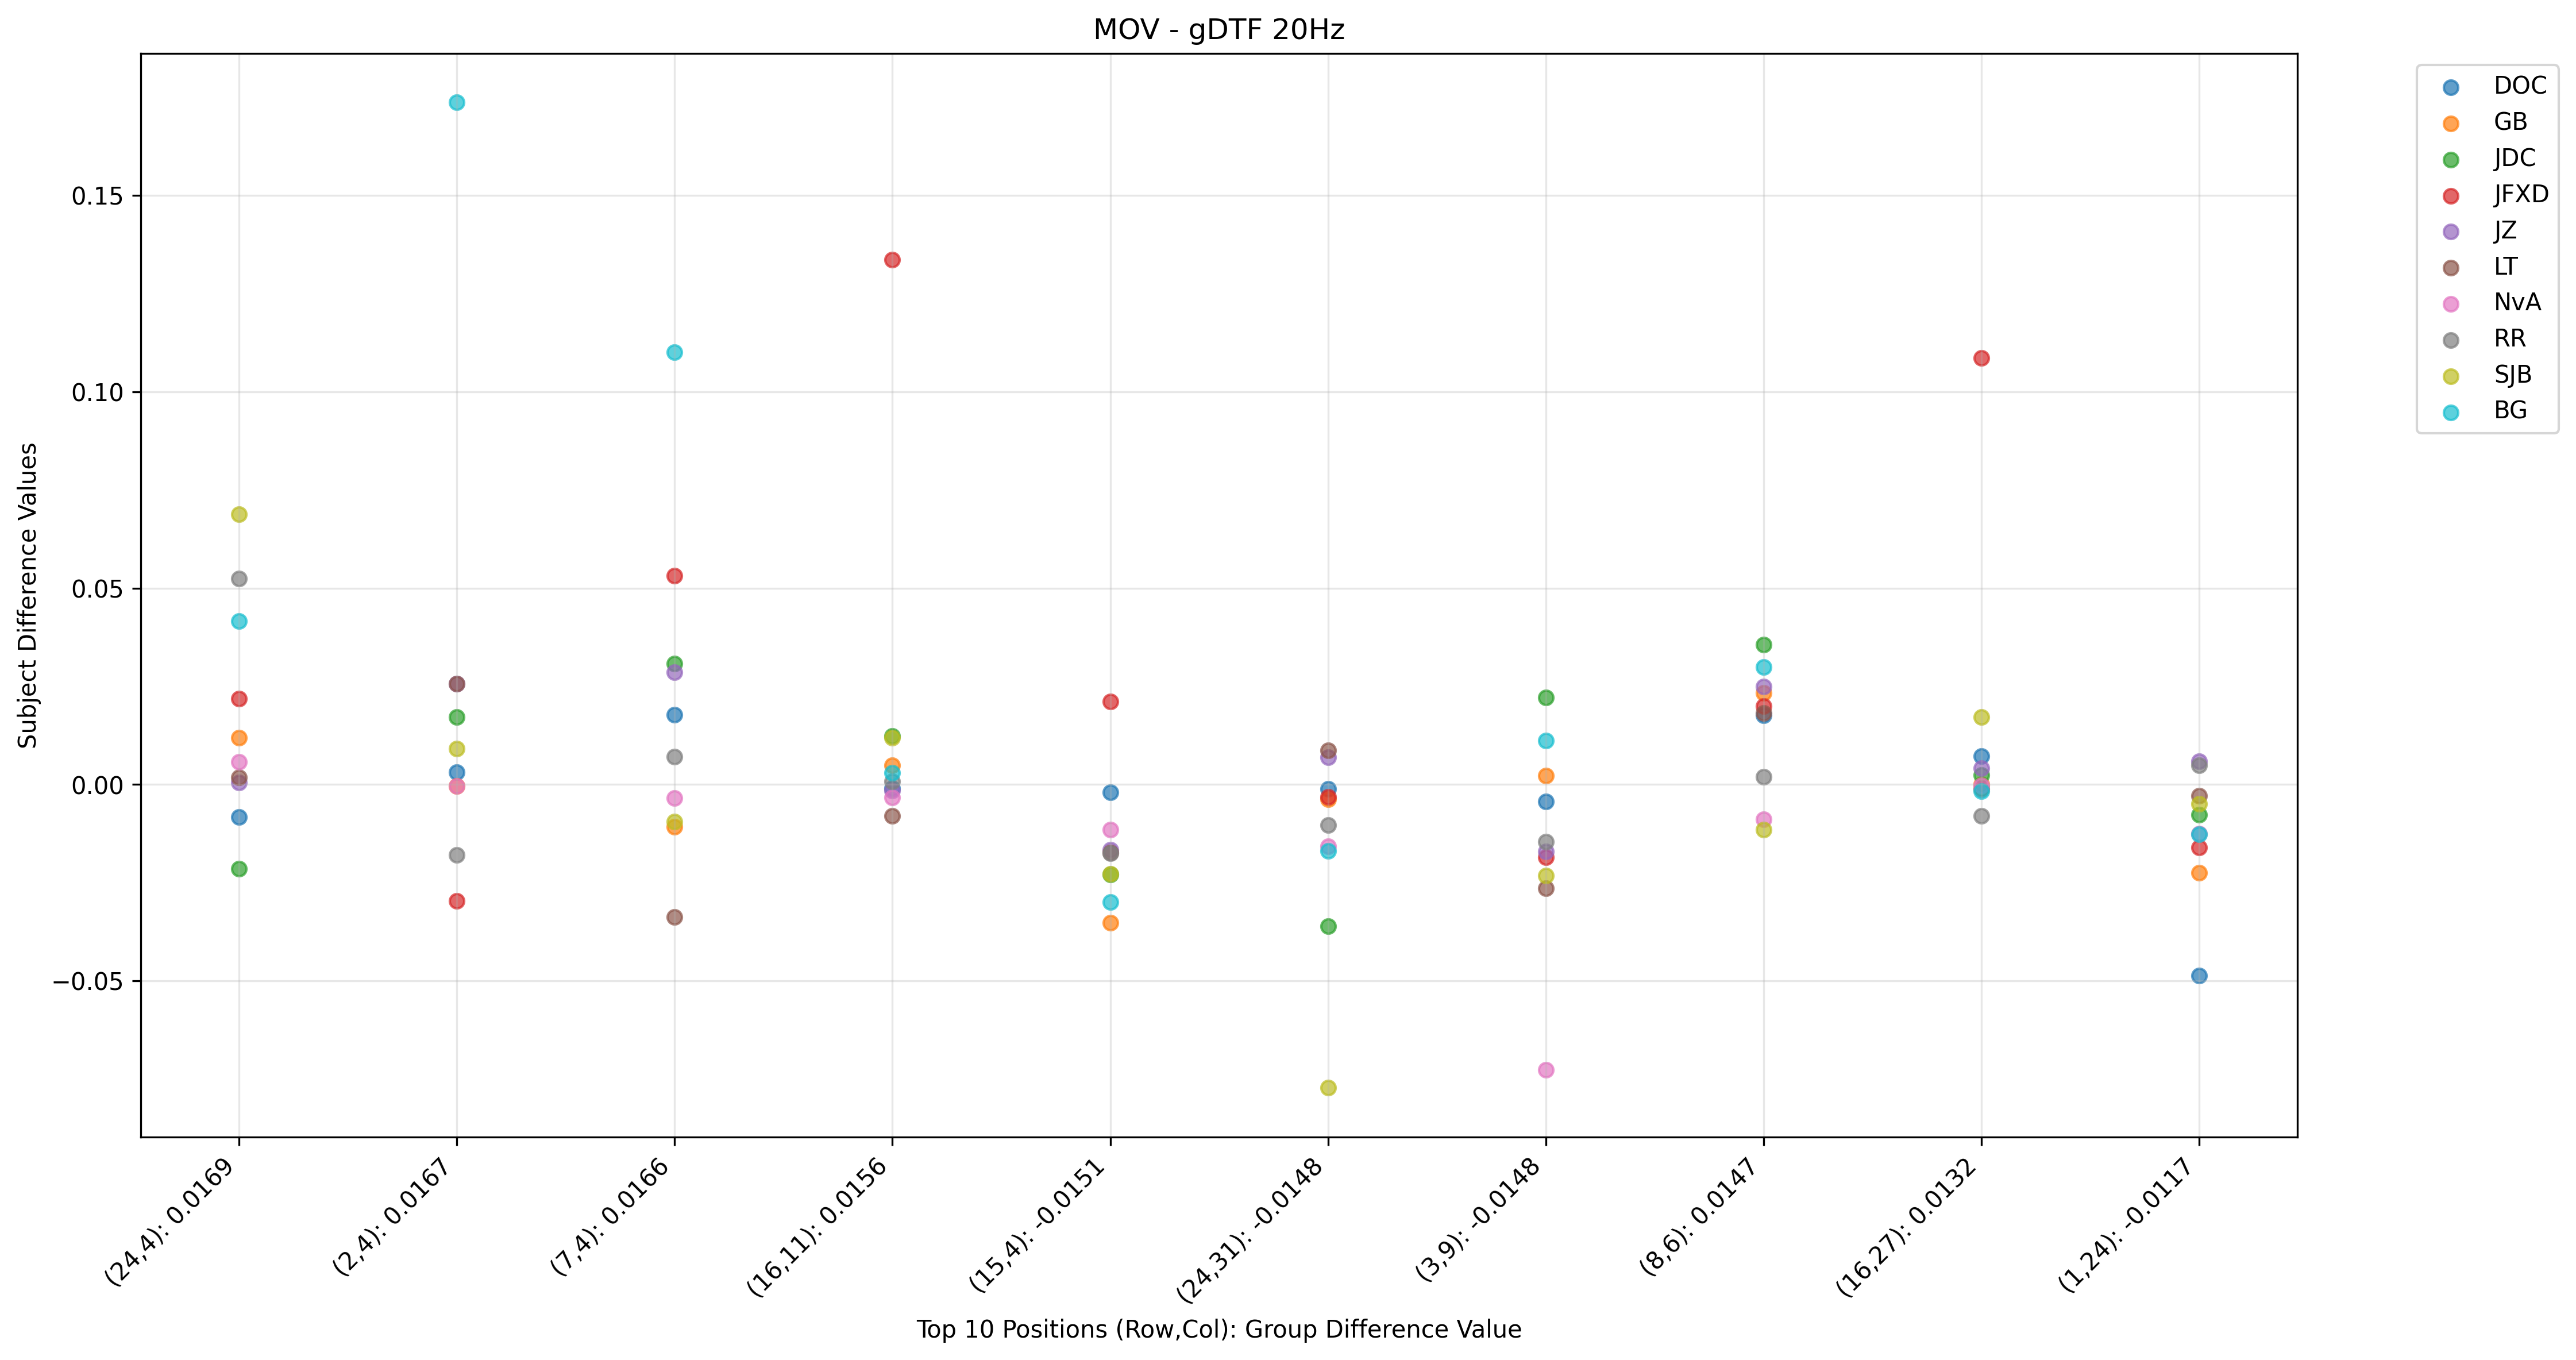 MOV - gDTF 20Hz
Subject Difference Values
0.15
0.10
0.05
0.00
−0.05
(24,4): 0.0169
(2,4): 0.0167
(7,4): 0.0166
(16,11): 0.0156
(15,4): -0.0151
(24,31): -0.0148
(3,9): -0.0148
(8,6): 0.0147
(16,27): 0.0132
(1,24): -0.0117
Top 10 Positions (Row,Col): Group Difference Value
DOC
GB
JDC
JFXD
JZ
LT
NvA
RR
SJB
BG